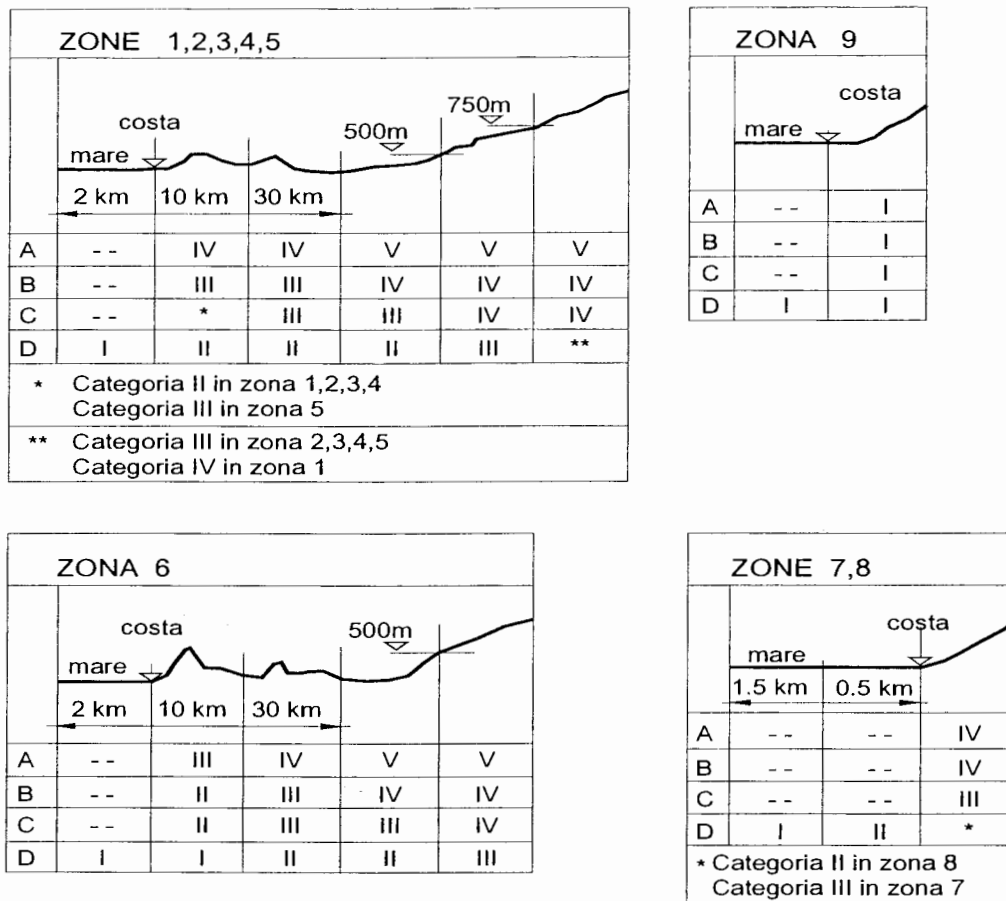 ZONE 1,2,3,4,5
costa
mare
500m
750m
2 km 10 km 30 km
A -- IV IV V V V
B -- III III IV IV IV
C -- * III III IV IV
D I II II II III **
* Categoria II in zona 1,2,3,4
Categoria III in zona 5
** Categoria III in zona 2,3,4,5
Categoria IV in zona 1
ZONA 9
costa
mare
A -- I
B -- I
C -- I
D I I
ZONA 6
costa
mare
500m
2 km 10 km 30 km
A -- III IV V V
B -- II III IV IV
C -- II III III IV
D I I II II III
ZONE 7,8
costa
mare
1.5 km 0.5 km
A -- -- IV
B -- -- IV
C -- -- III
D I II *
* Categoria II in zona 8
Categoria III in zona 7